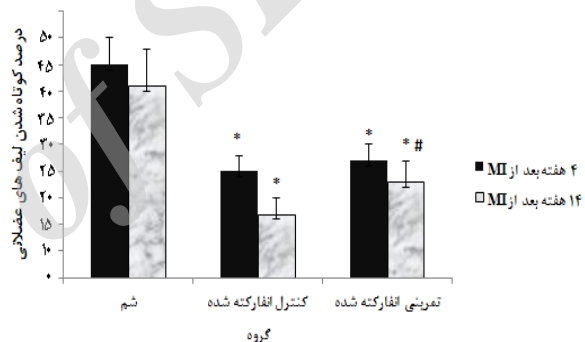 درصد کوتاه شدن لیف های عضلانی
۵۰
۴۵
۴۰
۳۵
۳۰
۲۵
۲۰
۱۵
۱۰
۰
*
*
*
* #
شم
کنترل انفارکته شده
تمرینی انفارکته شده
گروه
۴ هفته بعد از MI
۱۴ هفته بعد از MI
of S